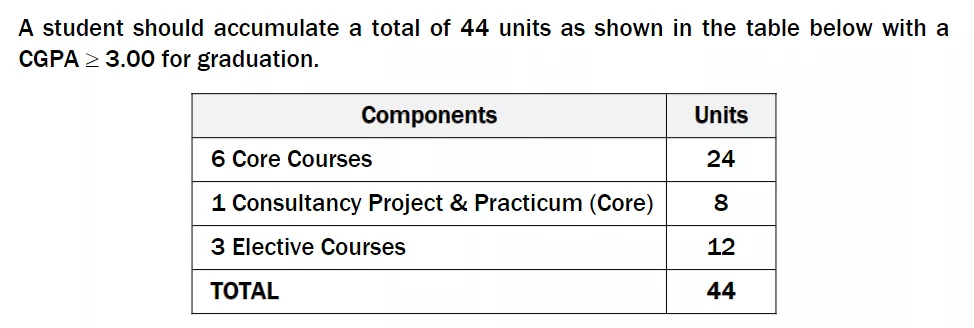 A student should accumulate a total of 44 units as shown in the table below with a
CGPA ≥ 3.00 for graduation.
Components Units
6 Core Courses 24
1 Consultancy Project & Practicum (Core) 8
3 Elective Courses 12
TOTAL 44